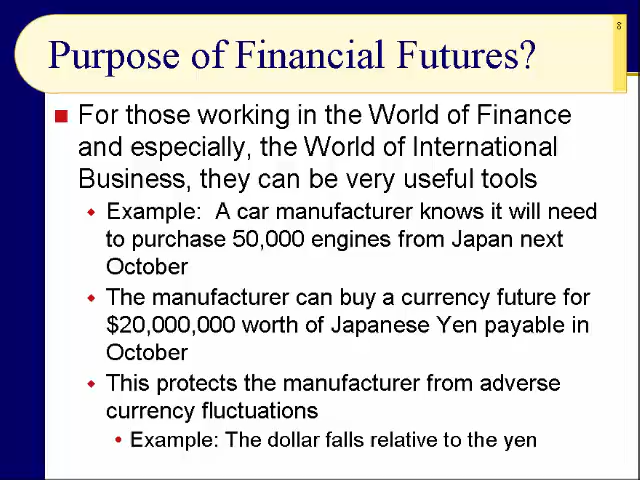 8
Purpose of Financial Futures?
For those working in the World of Finance
and especially, the World of International
Business, they can be very useful tools
Example: A car manufacturer knows it will need
to purchase 50,000 engines from Japan next
October
The manufacturer can buy a currency future for
$20,000,000 worth of Japanese Yen payable in
October
This protects the manufacturer from adverse
currency fluctuations
Example: The dollar falls relative to the yen